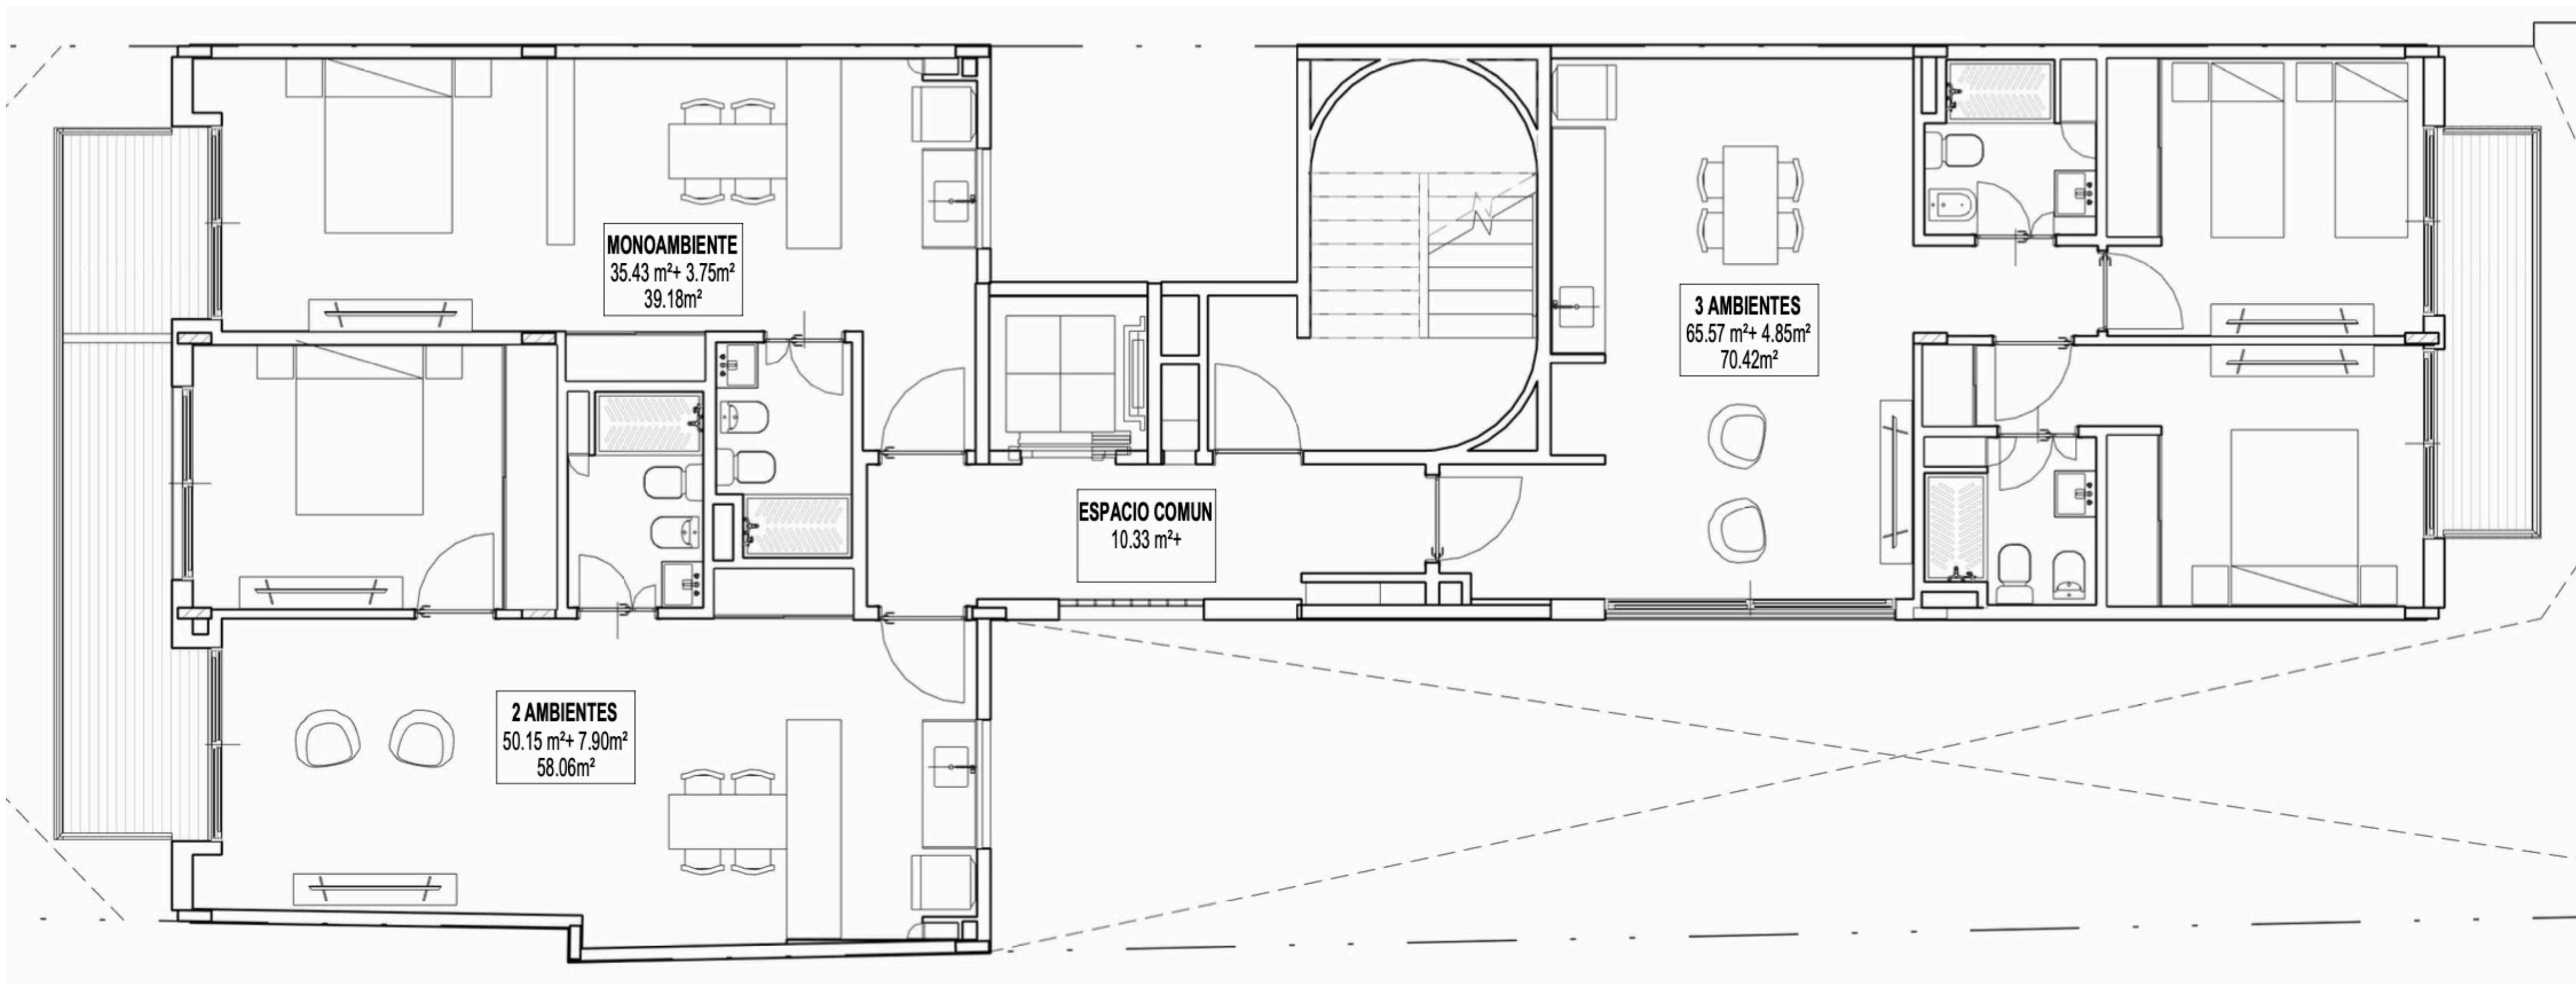 MONOAMBIENTE
35.43 m²+ 3.75m²
39.18m²
3 AMBIENTES
65.57 m²+ 4.85m²
70.42m²
ESPACIO COMUN
10.33 m²+
2 AMBIENTES
50.15 m²+ 7.90m²
58.06m²